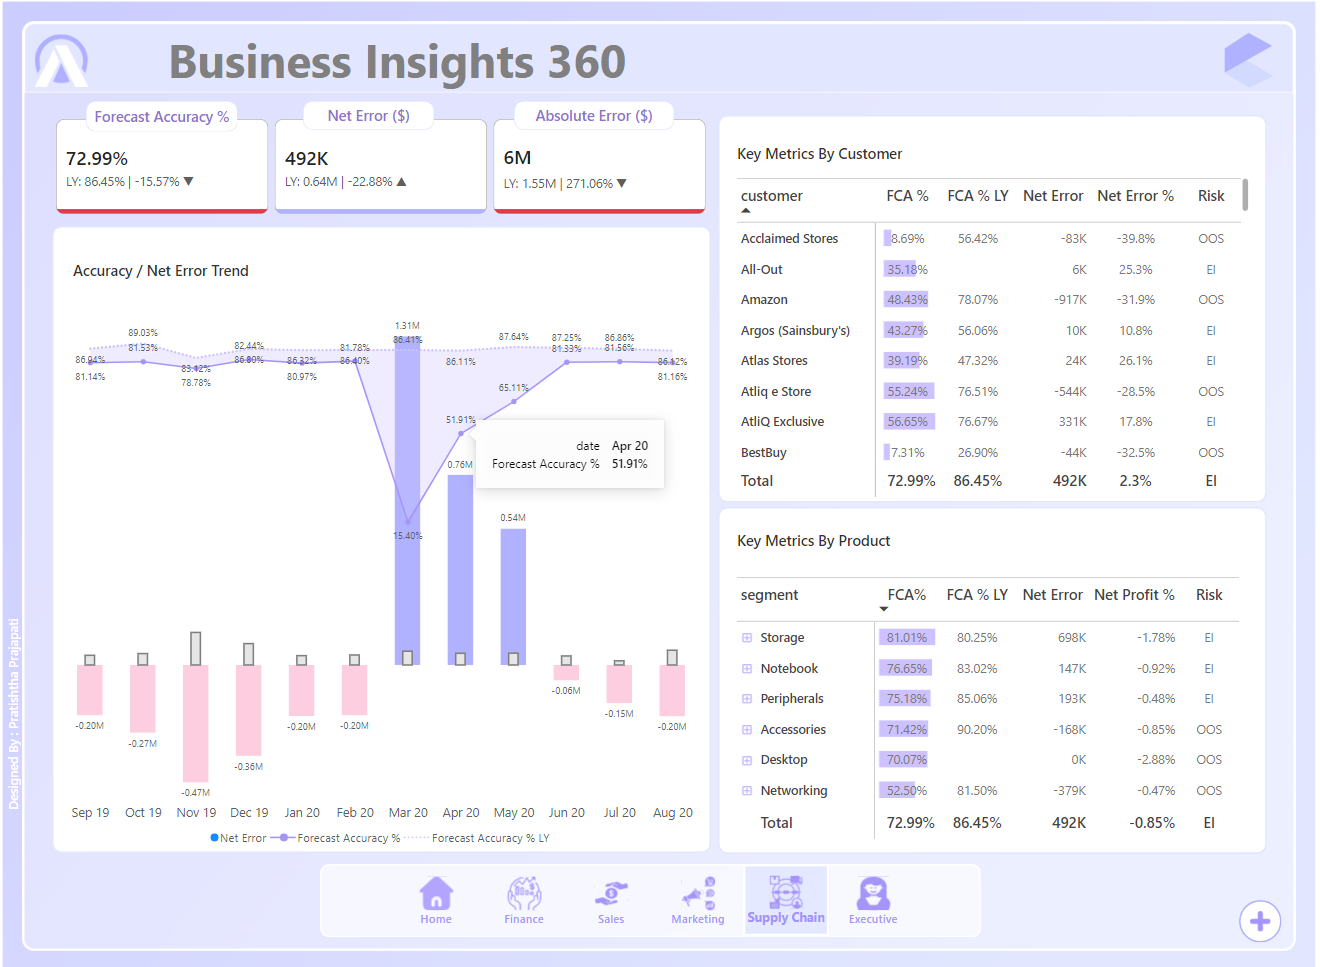 Business Insights 360
Forecast Accuracy %
72.99%
LY: 86.45% | -15.57% ▼
Net Error ($)
492K
LY: 0.64M | -22.88% ▲
Absolute Error ($)
6M
LY: 1.55M | 271.06% ▼
Accuracy / Net Error Trend
89.03%
86.94% 81.53% 83.42% 82.44% 86.80% 86.32% 81.78% 86.40% 1.31M 86.41% 86.11% 87.64% 87.25% 81.33% 86.86% 81.56% 86.12%
81.14% 78.78% 80.97% 81.16%
65.11%
51.91%
date Apr 20
Forecast Accuracy % 51.91%
0.76M
0.54M
15.40%
-0.20M -0.27M -0.47M -0.36M -0.20M -0.20M -0.06M -0.15M -0.20M
Sep 19 Oct 19 Nov 19 Dec 19 Jan 20 Feb 20 Mar 20 Apr 20 May 20 Jun 20 Jul 20 Aug 20
Net Error Forecast Accuracy % Forecast Accuracy % LY
Key Metrics By Customer
customer FCA % FCA % LY Net Error Net Error % Risk
Acclaimed Stores 8.69% 56.42% -83K -39.8% OOS
All-Out 35.18% 6K 25.3% EI
Amazon 48.43% 78.07% -917K -31.9% OOS
Argos (Sainsbury's) 43.27% 56.06% 10K 10.8% EI
Atlas Stores 39.19% 47.32% 24K 26.1% EI
Atliq e Store 55.24% 76.51% -544K -28.5% OOS
AtliQ Exclusive 56.65% 76.67% 331K 17.8% EI
BestBuy 7.31% 26.90% -44K -32.5% OOS
Total 72.99% 86.45% 492K 2.3% EI
Key Metrics By Product
segment FCA% FCA % LY Net Error Net Profit % Risk
Storage 81.01% 80.25% 698K -1.78% EI
Notebook 76.65% 83.02% 147K -0.92% EI
Peripherals 75.18% 85.06% 193K -0.48% EI
Accessories 71.42% 90.20% -168K -0.85% OOS
Desktop 70.07% 0K -2.88% OOS
Networking 52.50% 81.50% -379K -0.47% OOS
Total 72.99% 86.45% 492K -0.85% EI
Designed By : Pratishtha Prajapati
Home Finance Sales Marketing Supply Chain Executive